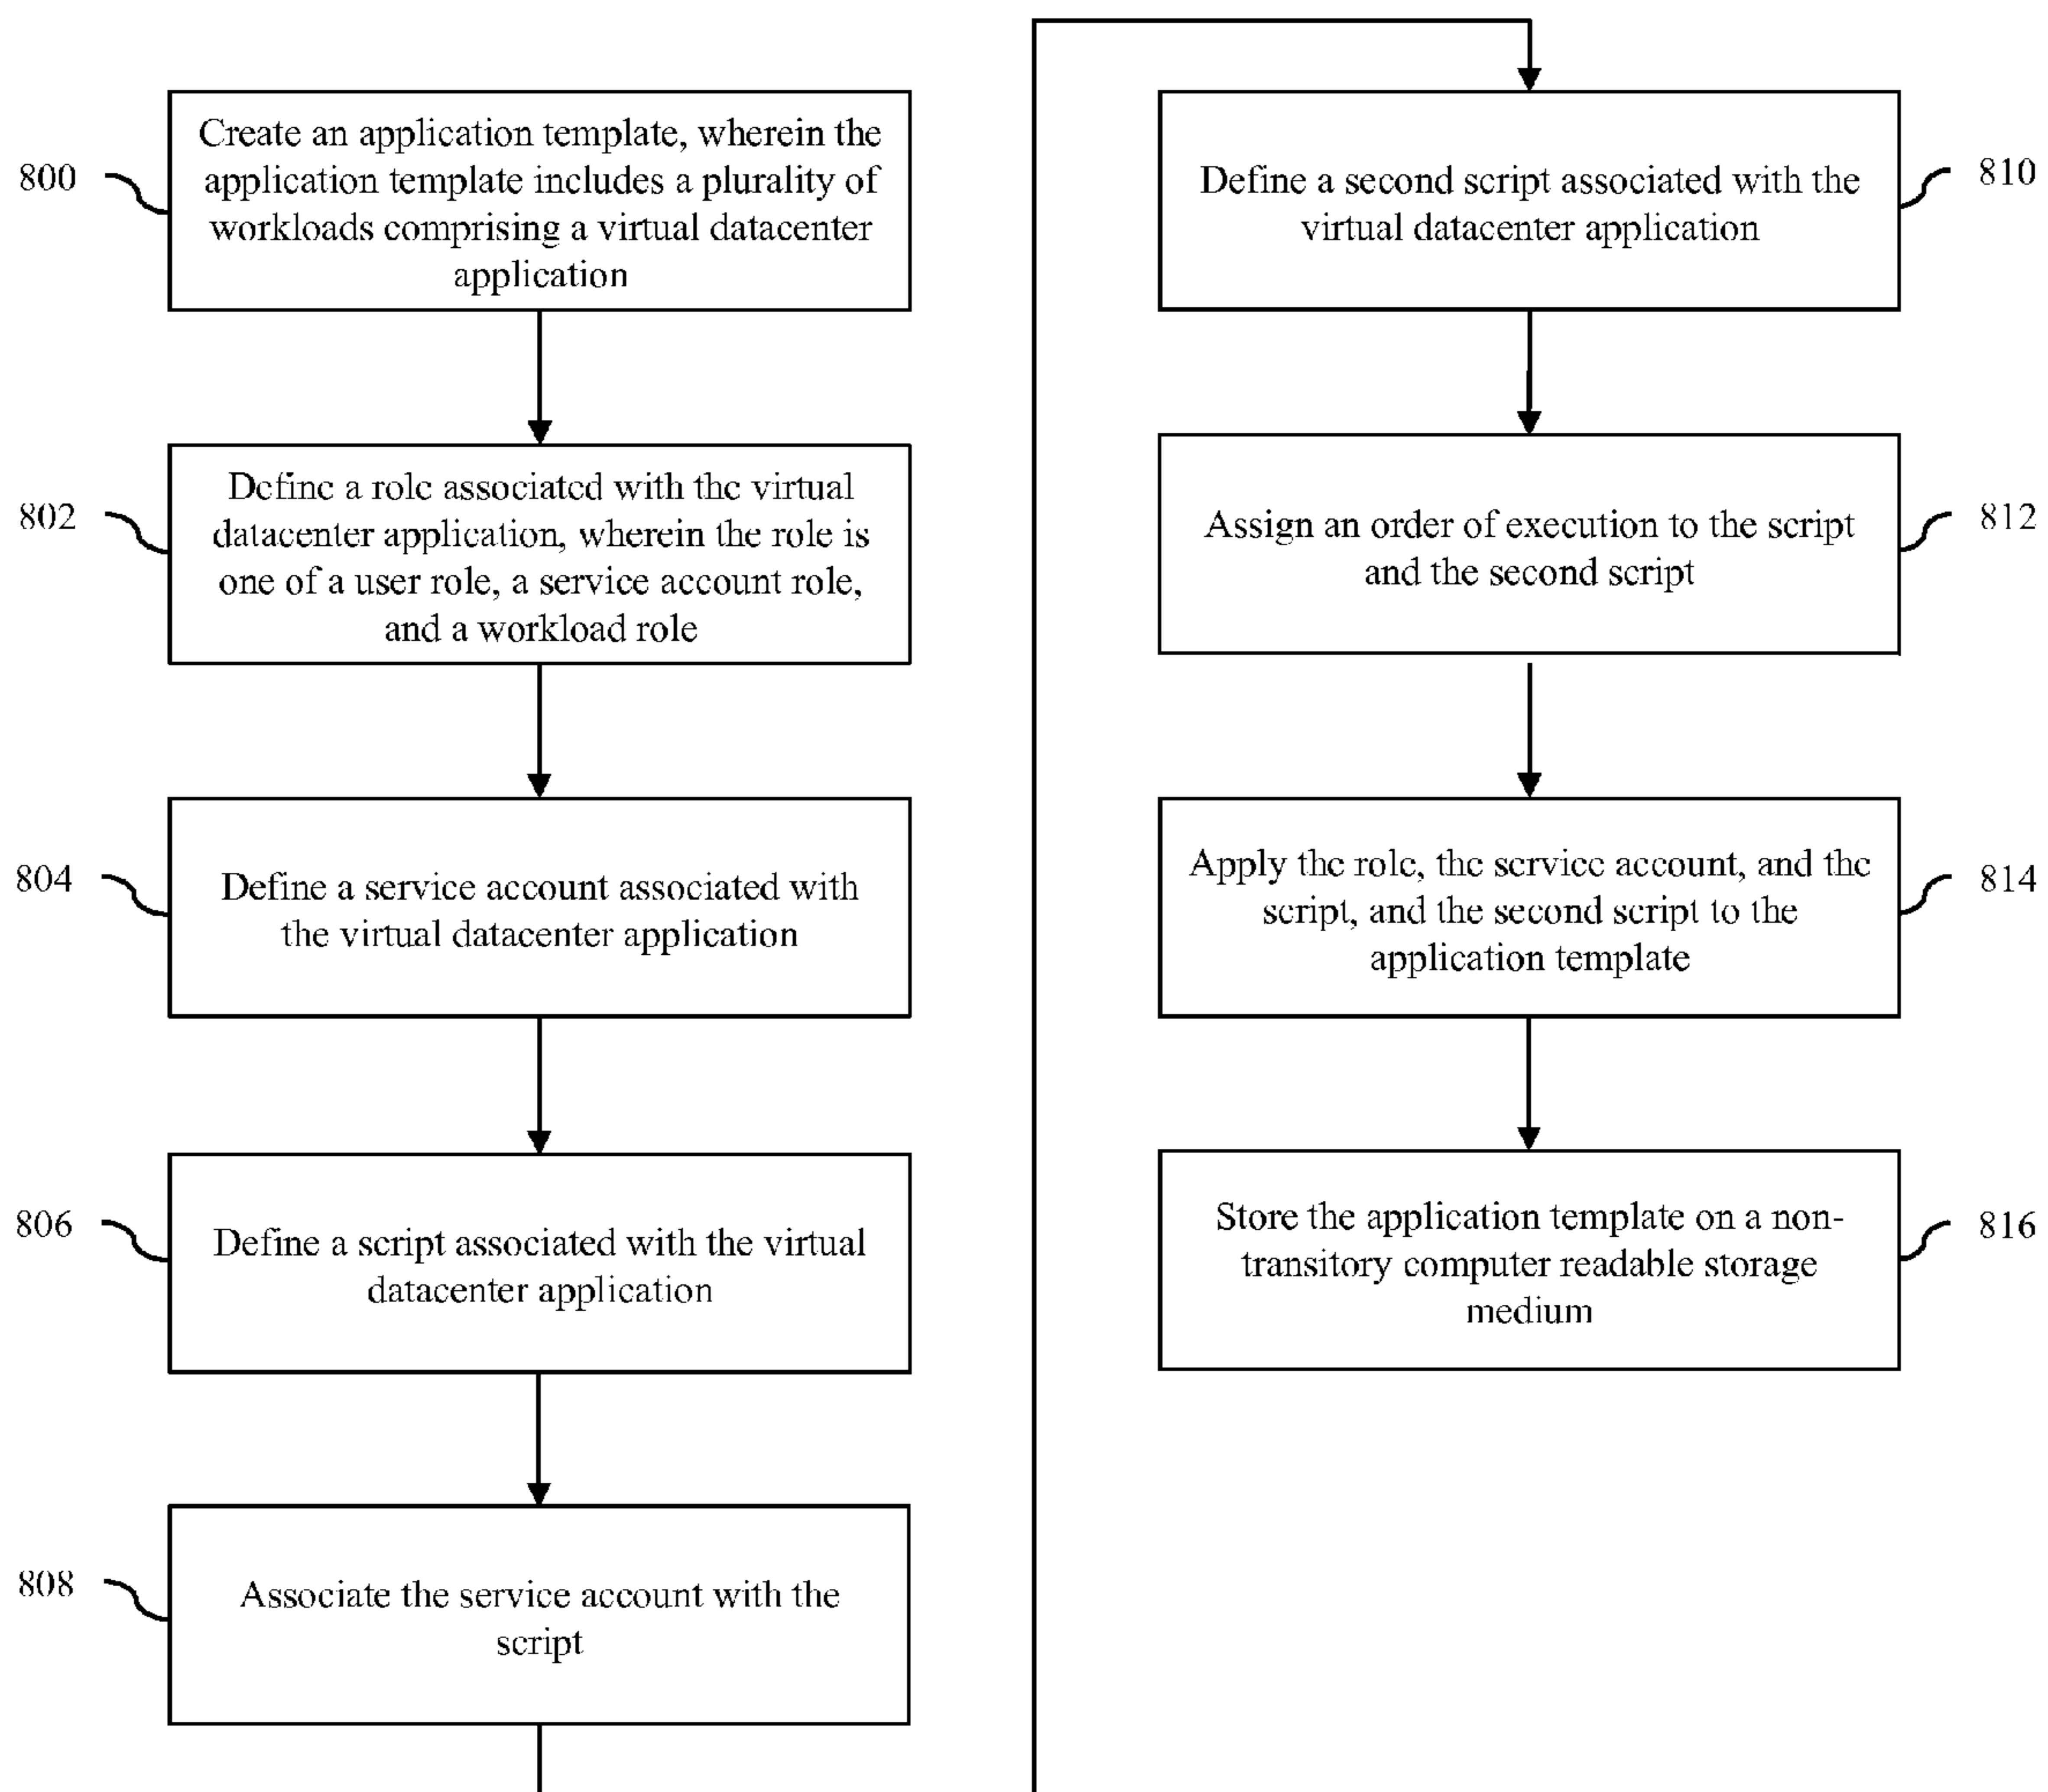 800
Create an application template, wherein the
application template includes a plurality of
workloads comprising a virtual datacenter
application
802
Define a role associated with the virtual
datacenter application, wherein the role is
one of a user role, a service account role,
and a workload role
804
Define a service account associated with
the virtual datacenter application
806
Define a script associated with the virtual
datacenter application
808
Associate the service account with the
script
810
Define a second script associated with the
virtual datacenter application
812
Assign an order of execution to the script
and the second script
814
Apply the role, the service account, and the
script, and the second script to the
application template
816
Store the application template on a non-
transitory computer readable storage
medium